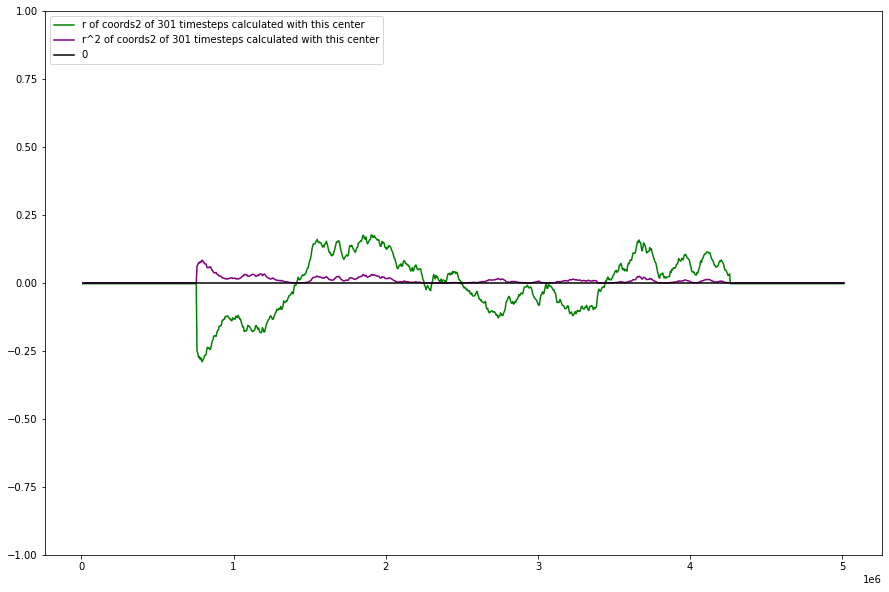 r of coords2 of 301 timesteps calculated with this center
r^2 of coords2 of 301 timesteps calculated with this center
0
1.00
0.75
0.50
0.25
0.00
−0.25
−0.50
−0.75
−1.00
0 1 2 3 4 5
1e6